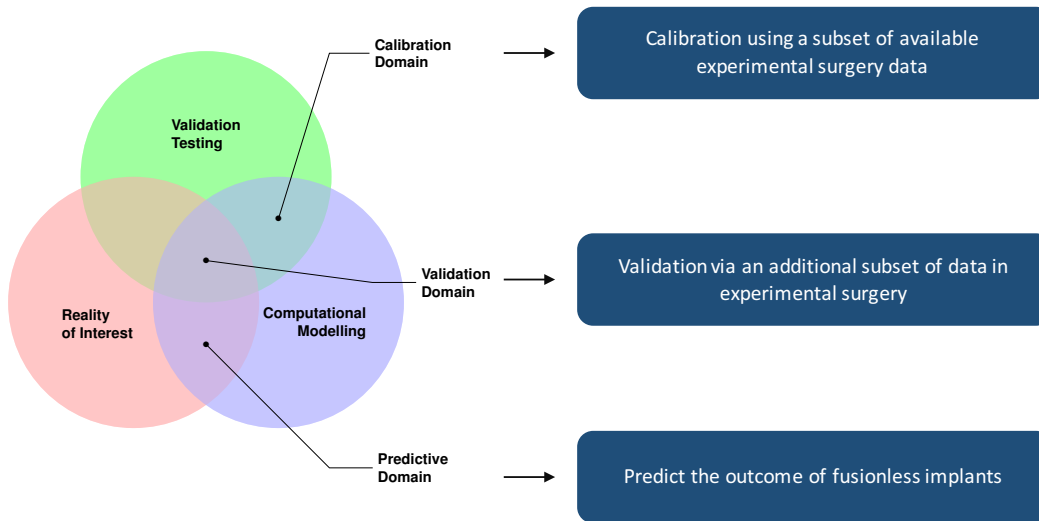 Calibration
Domain
Calibration using a subset of available
experimental surgery data
Validation
Testing
Validation
Domain
Validation via an additional subset of data in
experimental surgery
Reality
of Interest
Computational
Modelling
Predictive
Domain
Predict the outcome of fusionless implants